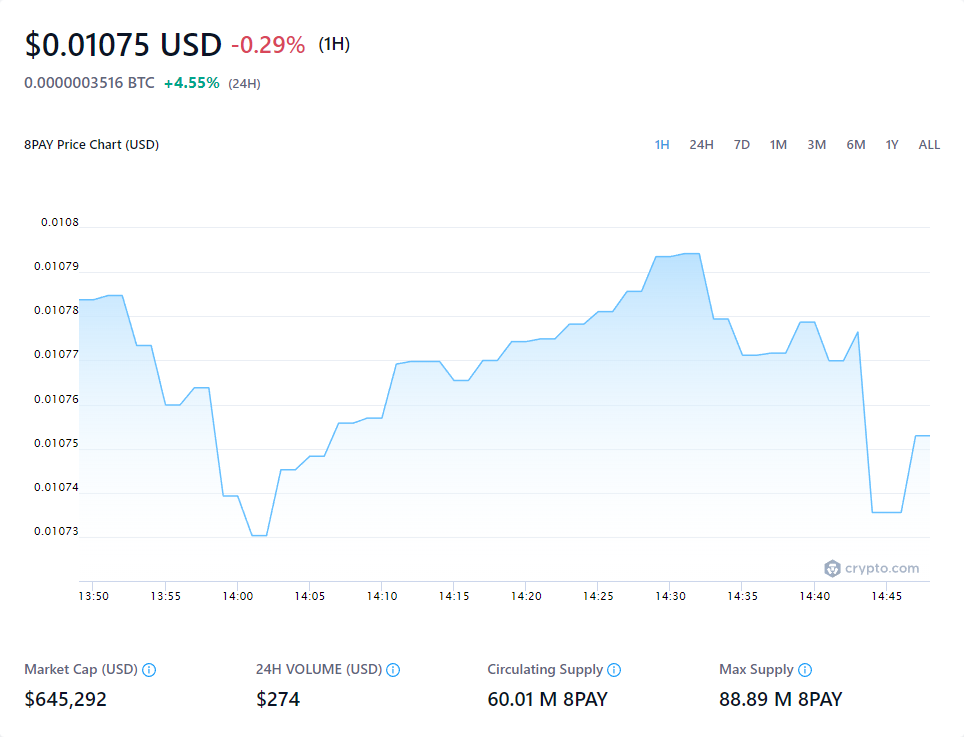 $0.01075 USD -0.29% (1H)
0.0000003516 BTC +4.55% (24H)
8PAY Price Chart (USD) 1H 24H 7D 1M 3M 6M 1Y ALL
0.0108
0.01079
0.01078
0.01077
0.01076
0.01075
0.01074
0.01073
crypto.com
13:50 13:55 14:00 14:05 14:10 14:15 14:20 14:25 14:30 14:35 14:40 14:45
Market Cap (USD) 24H VOLUME (USD) Circulating Supply Max Supply
$645,292 $274 60.01 M 8PAY 88.89 M 8PAY